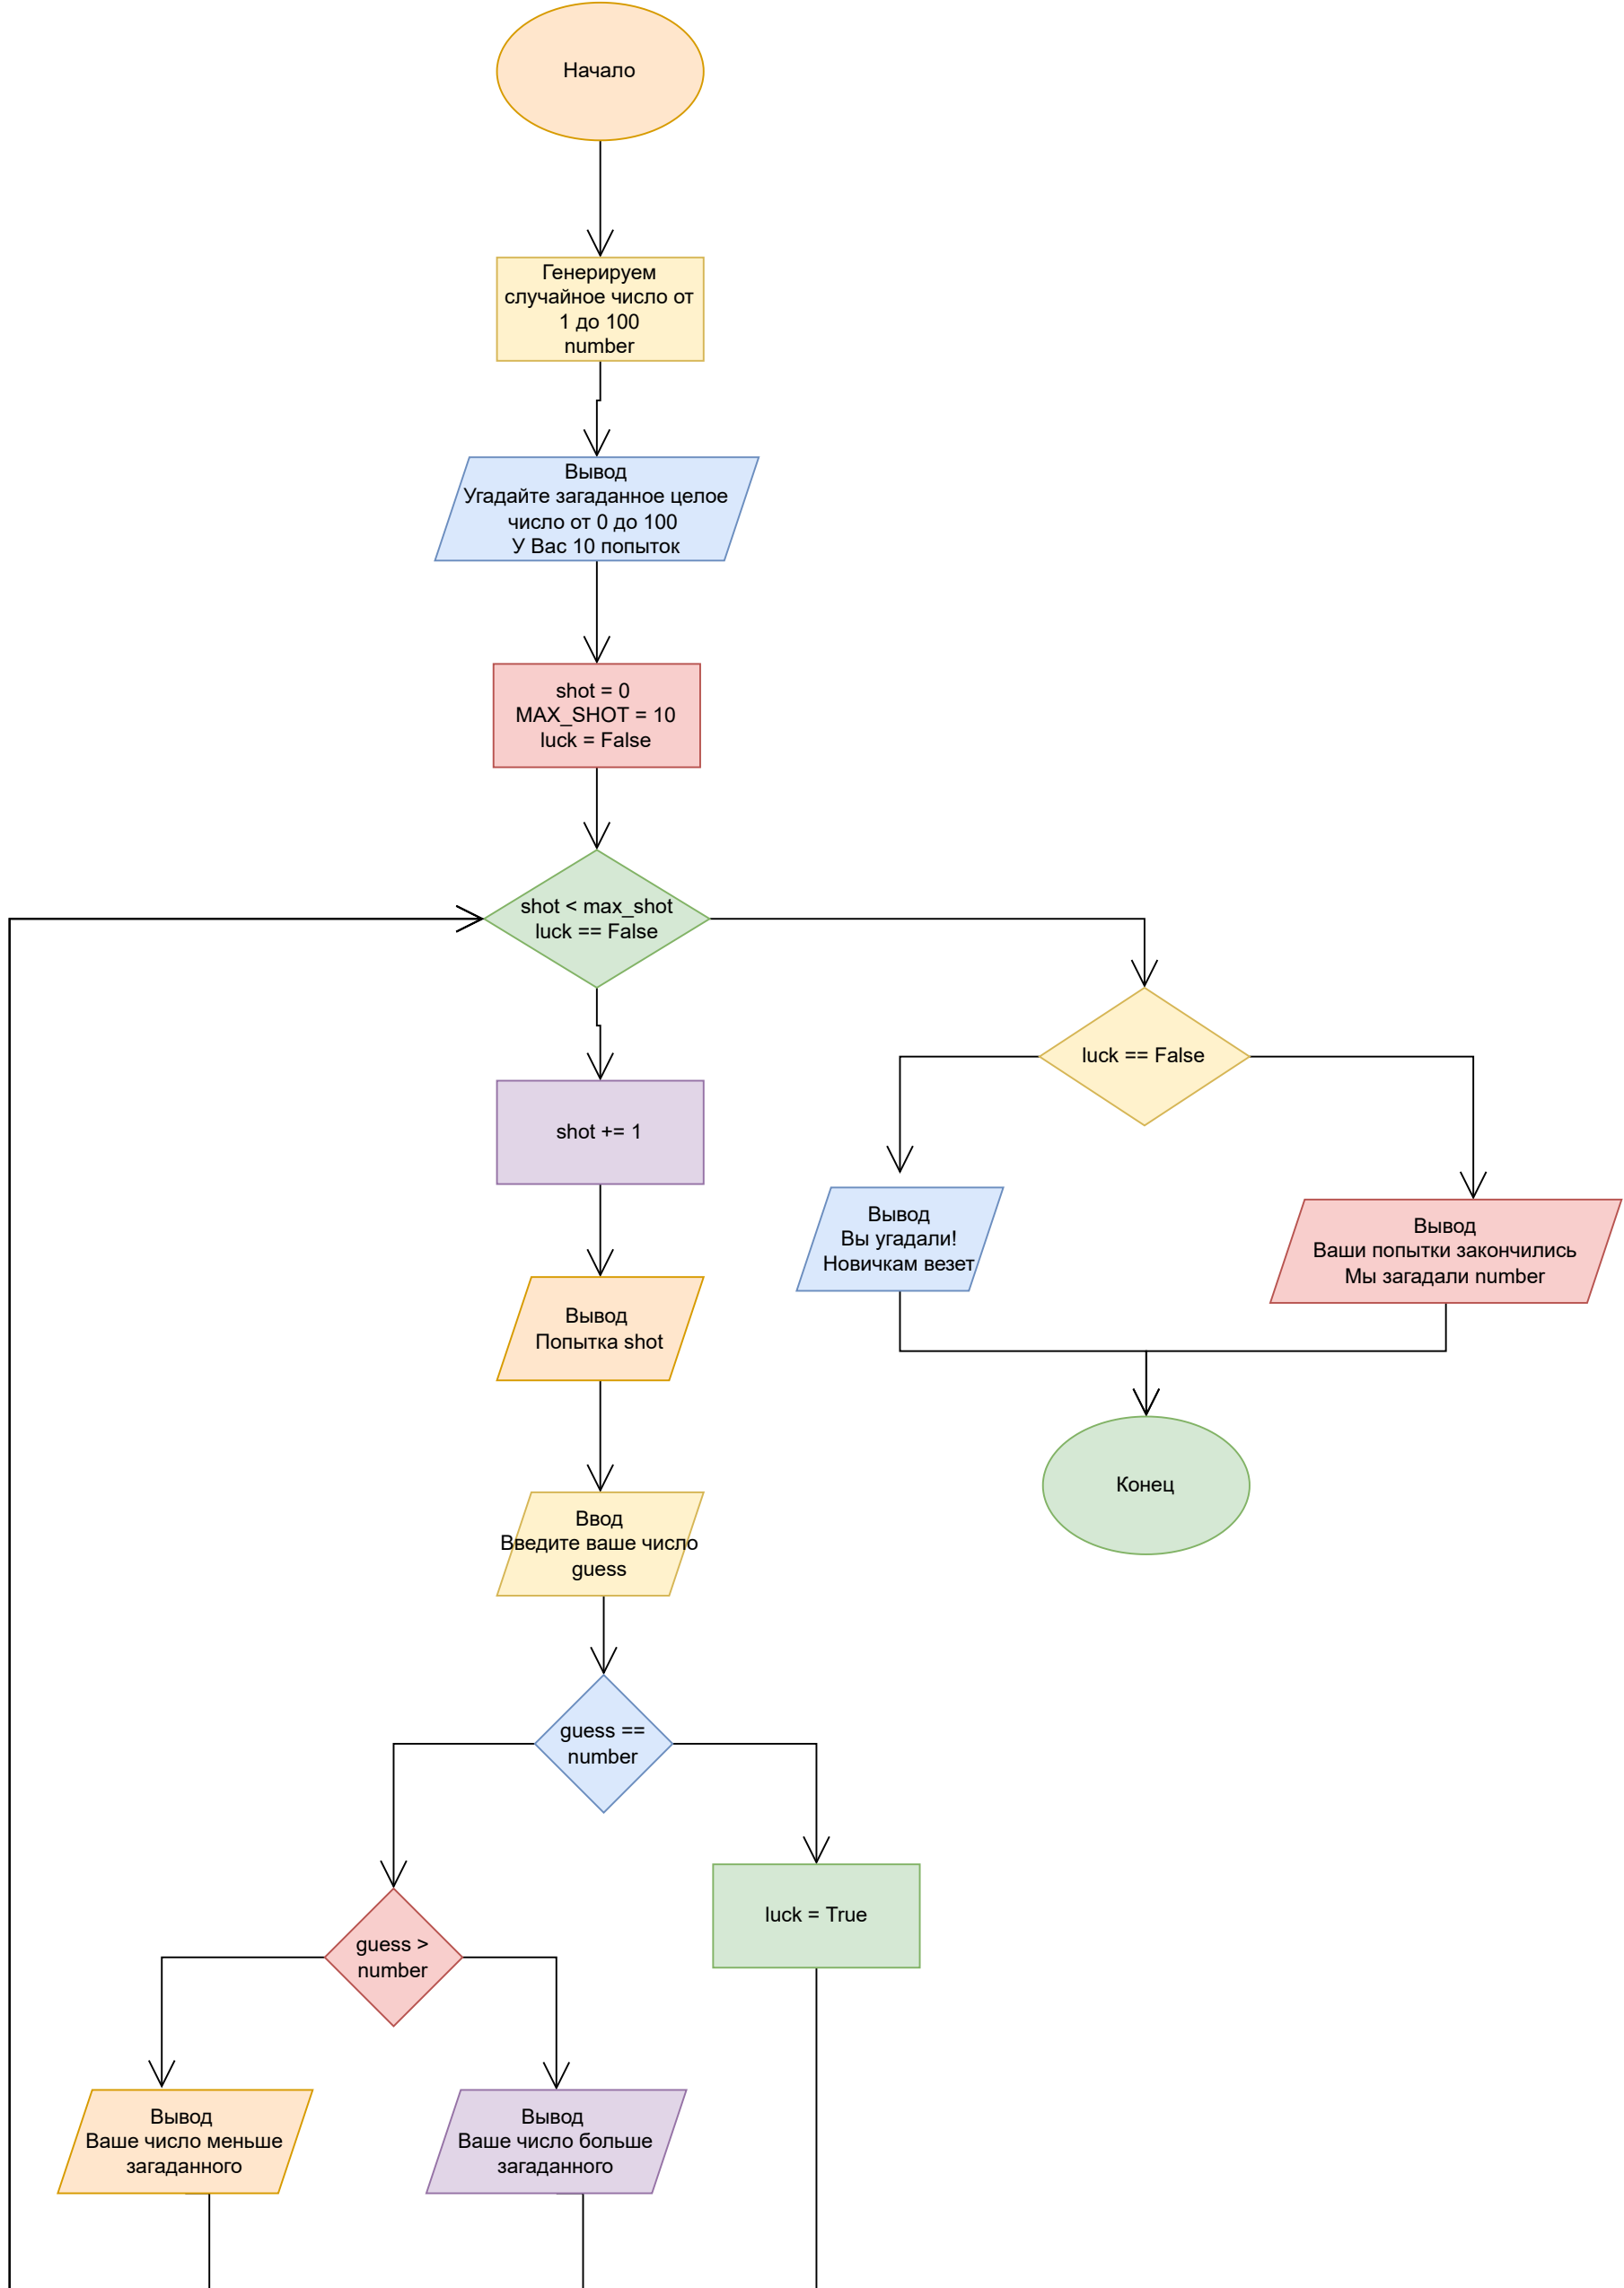 Начало
Генерируем
случайное число от
1 до 100
number
Вывод
Угадайте загаданное целое
число от 0 до 100
У Вас 10 попыток
shot = 0
MAX_SHOT = 10
luck = False
shot < max_shot
luck == False
luck == False
shot += 1
Вывод
Вы угадали!
Новичкам везет
Вывод
Ваши попытки закончились
Мы загадали number
Вывод
Попытка shot
Конец
Ввод
Введите ваше число
guess
guess ==
number
luck = True
guess >
number
Вывод
Ваше число меньше
загаданного
Вывод
Ваше число больше
загаданного